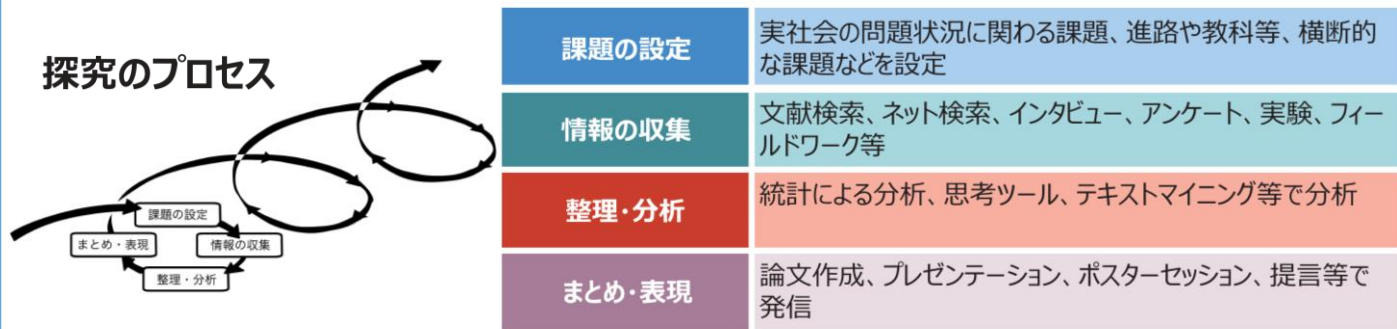 探究のプロセス
課題の設定
まとめ・表現
情報の収集
整理・分析
課題の設定
実社会の問題状況に関わる課題、進路や教科等、横断的
な課題などを設定
情報の収集
文献検索、ネット検索、インタビュー、アンケート、実験、フィー
ルドワーク等
整理・分析
統計による分析、思考ツール、テキストマイニング等で分析
まとめ・表現
論文作成、プレゼンテーション、ポスターセッション、提言等で
発信